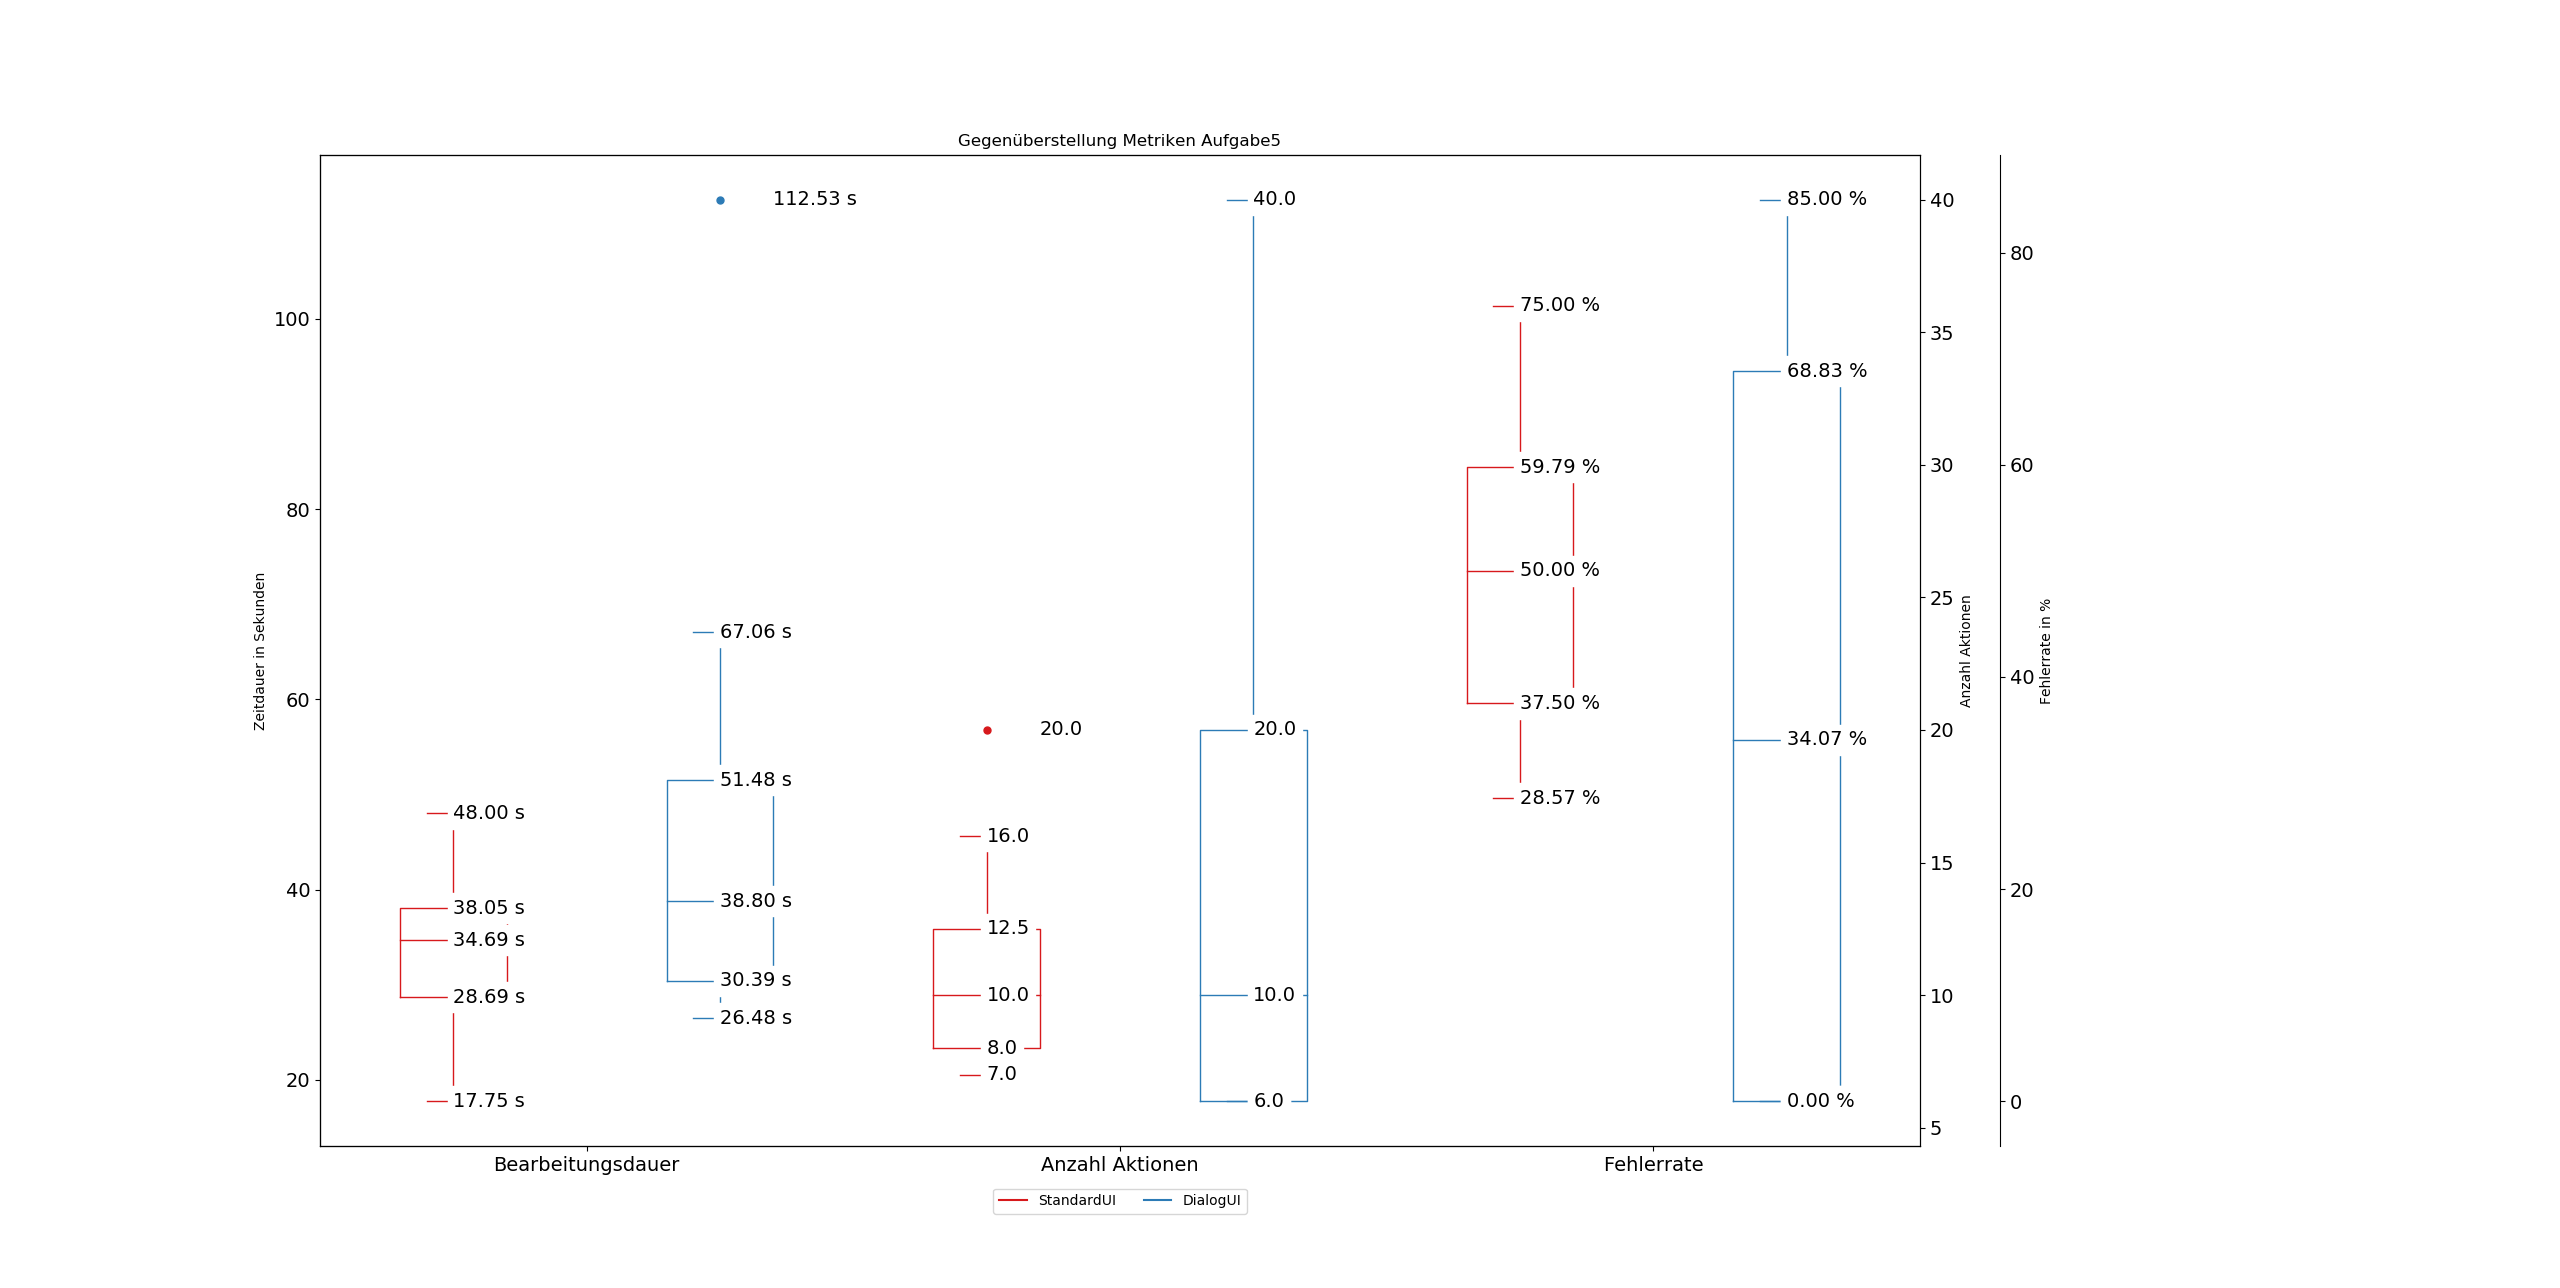 Gegenüberstellung Metriken Aufgabe5
Zeitdauer in Sekunden
100
80
60
40
20
48.00 s
38.05 s
34.69 s
28.69 s
17.75 s
112.53 s
67.06 s
51.48 s
38.80 s
30.39 s
26.48 s
20.0
16.0
12.5
10.0
8.0
7.0
40.0
20.0
10.0
6.0
75.00 %
59.79 %
50.00 %
37.50 %
28.57 %
85.00 %
68.83 %
34.07 %
0.00 %
40
35
30
25
20
15
10
5
Anzahl Aktionen
80
60
40
20
0
Fehlerrate in %
Bearbeitungsdauer
Anzahl Aktionen
Fehlerrate
StandardUI
DialogUI